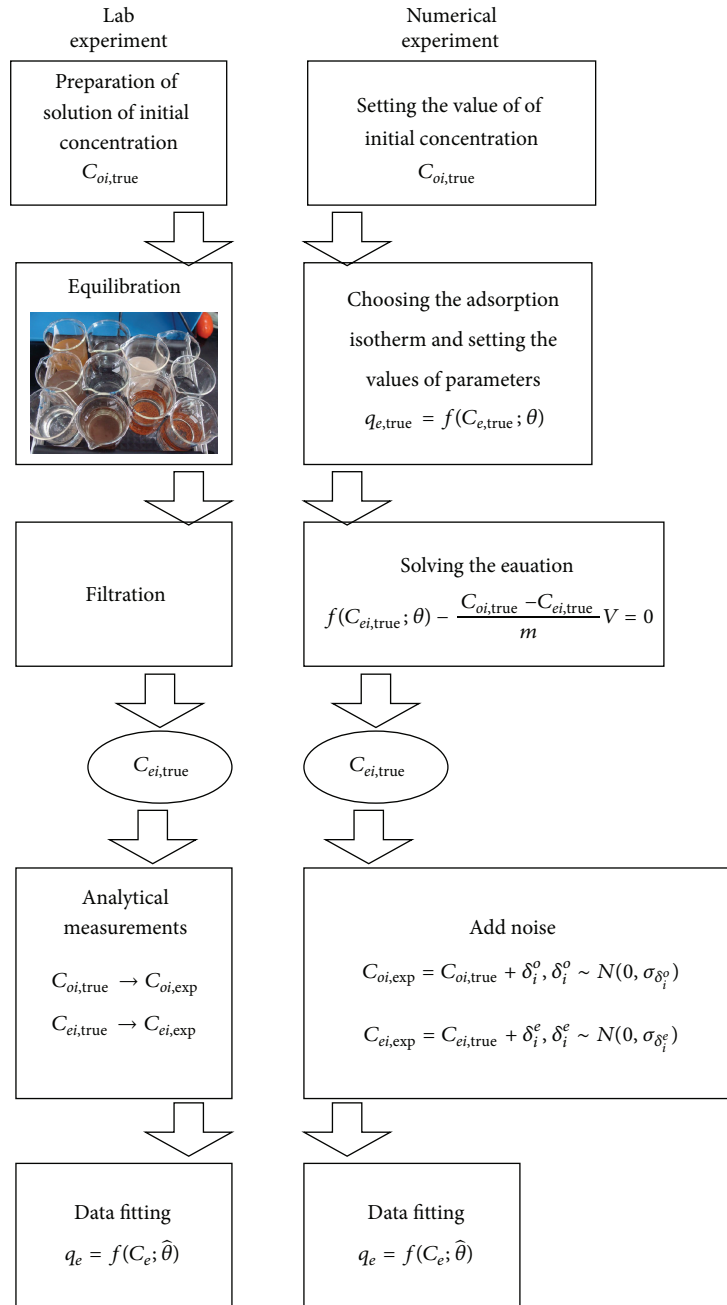 Lab
experiment
Preparation of
solution of initial
concentration
C_{oi,true}
Equilibration
Filtration
C_{ei,true}
Analytical
measurements
C_{oi,true} → C_{oi,exp}
C_{ei,true} → C_{ei,exp}
Data fitting
q_e = f(C_e; \hat{θ})
Numerical
experiment
Setting the value of of
initial concentration
C_{oi,true}
Choosing the adsorption
isotherm and setting the
values of parameters
q_{e,true} = f(C_{e,true}; θ)
Solving the eauation
f(C_{ei,true}; θ) − \frac{C_{oi,true} − C_{ei,true}}{m} V = 0
C_{ei,true}
Add noise
C_{oi,exp} = C_{oi,true} + δ_i^o, δ_i^o ~ N(0, σ_{δ_i^o})
C_{ei,exp} = C_{ei,true} + δ_i^e, δ_i^e ~ N(0, σ_{δ_i^e})
Data fitting
q_e = f(C_e; \hat{θ})